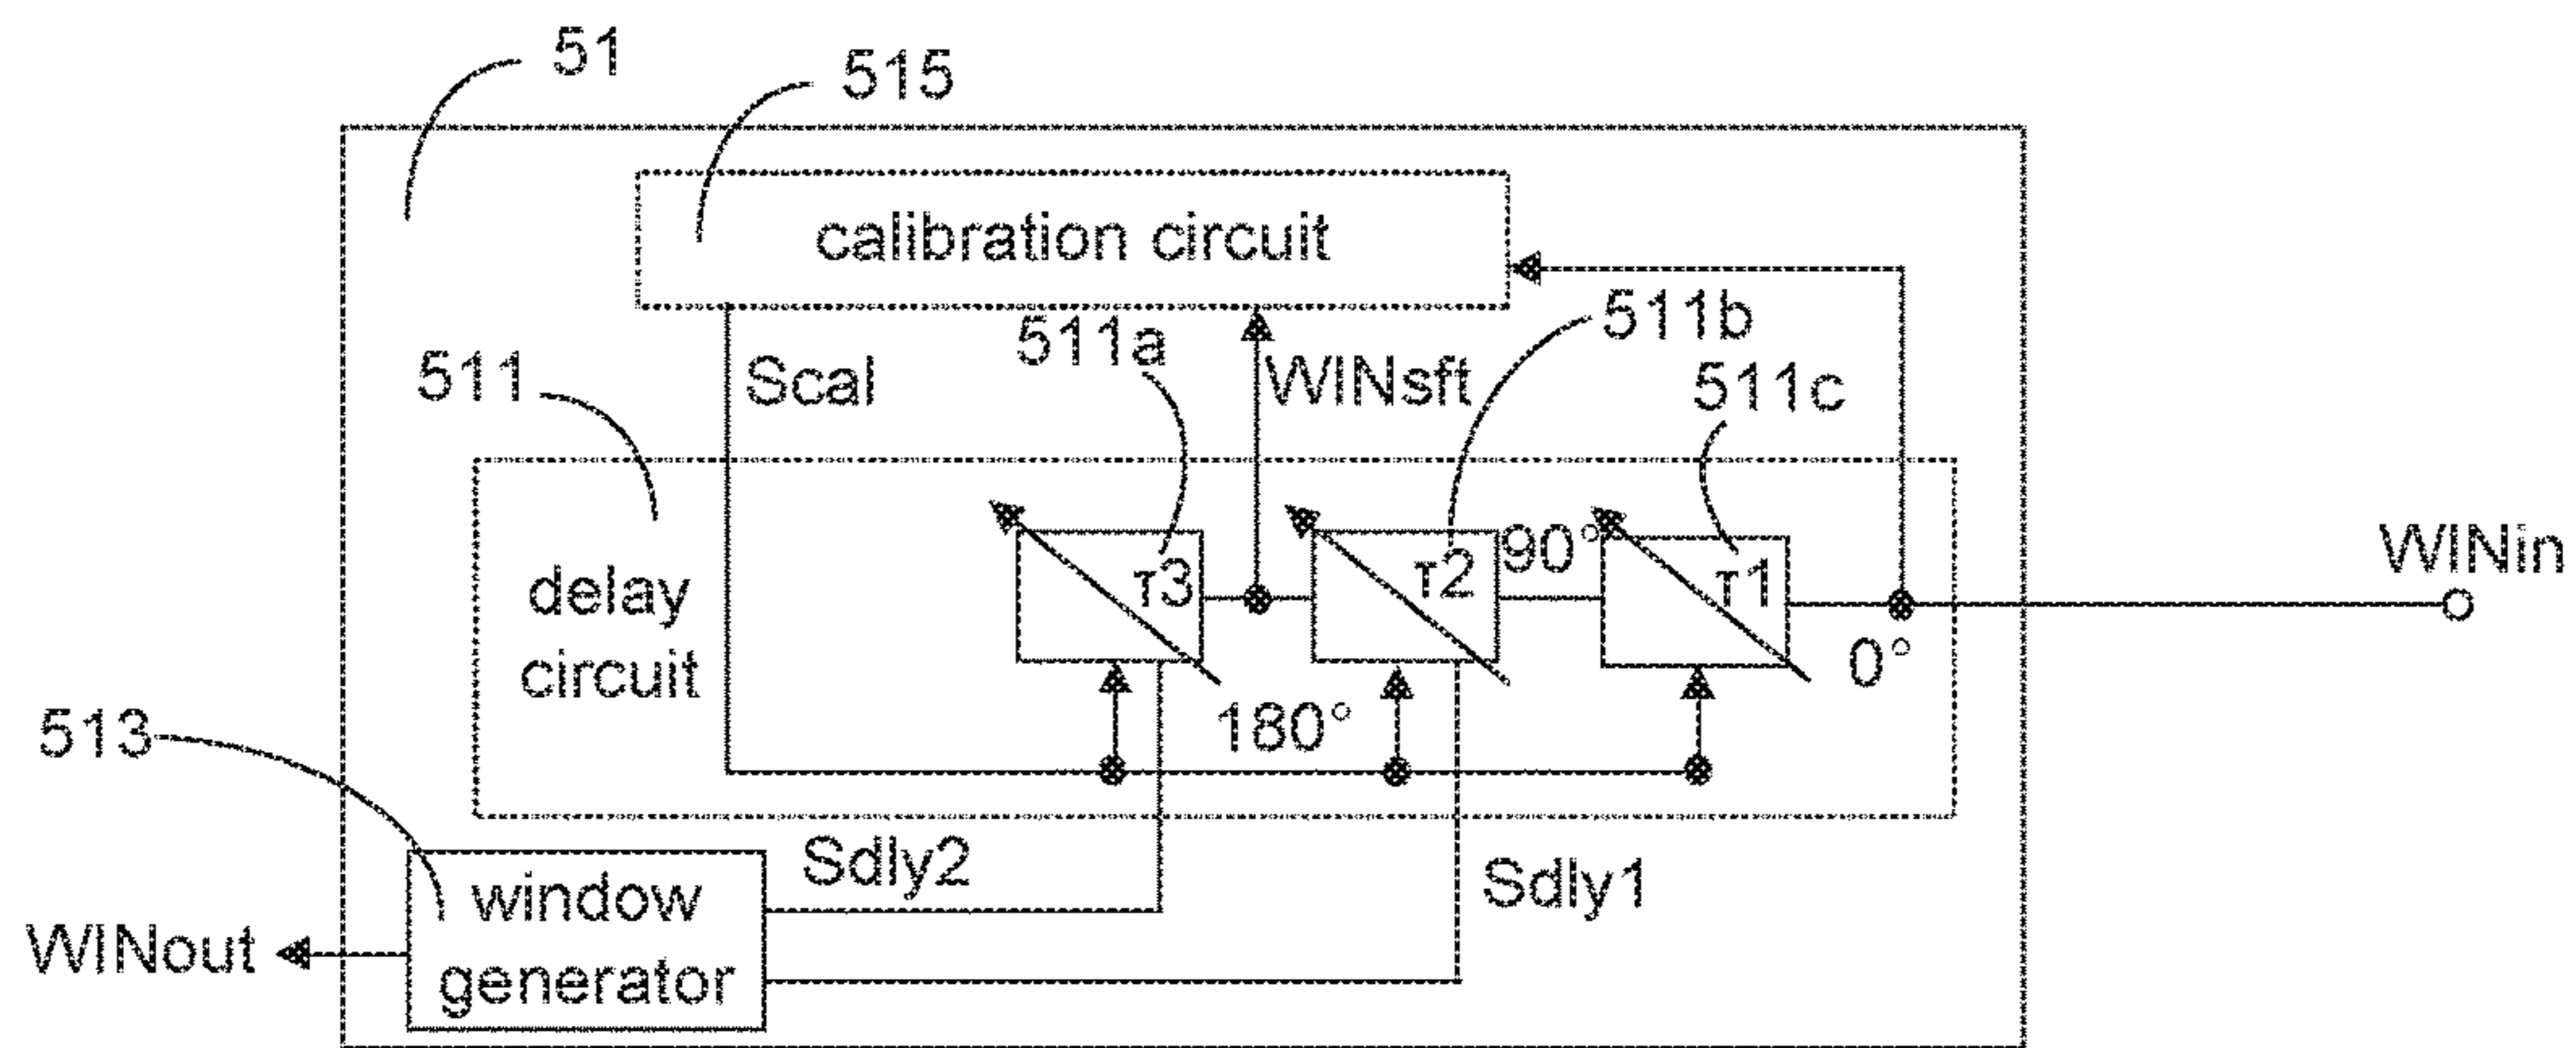 51
515
calibration circuit
511a
511b
511
Scal
WINsft
511c
WINin
delay
circuit
τ3
τ2
90°
τ1
0°
180°
513
Sdly2
Sdly1
window
generator
WINout